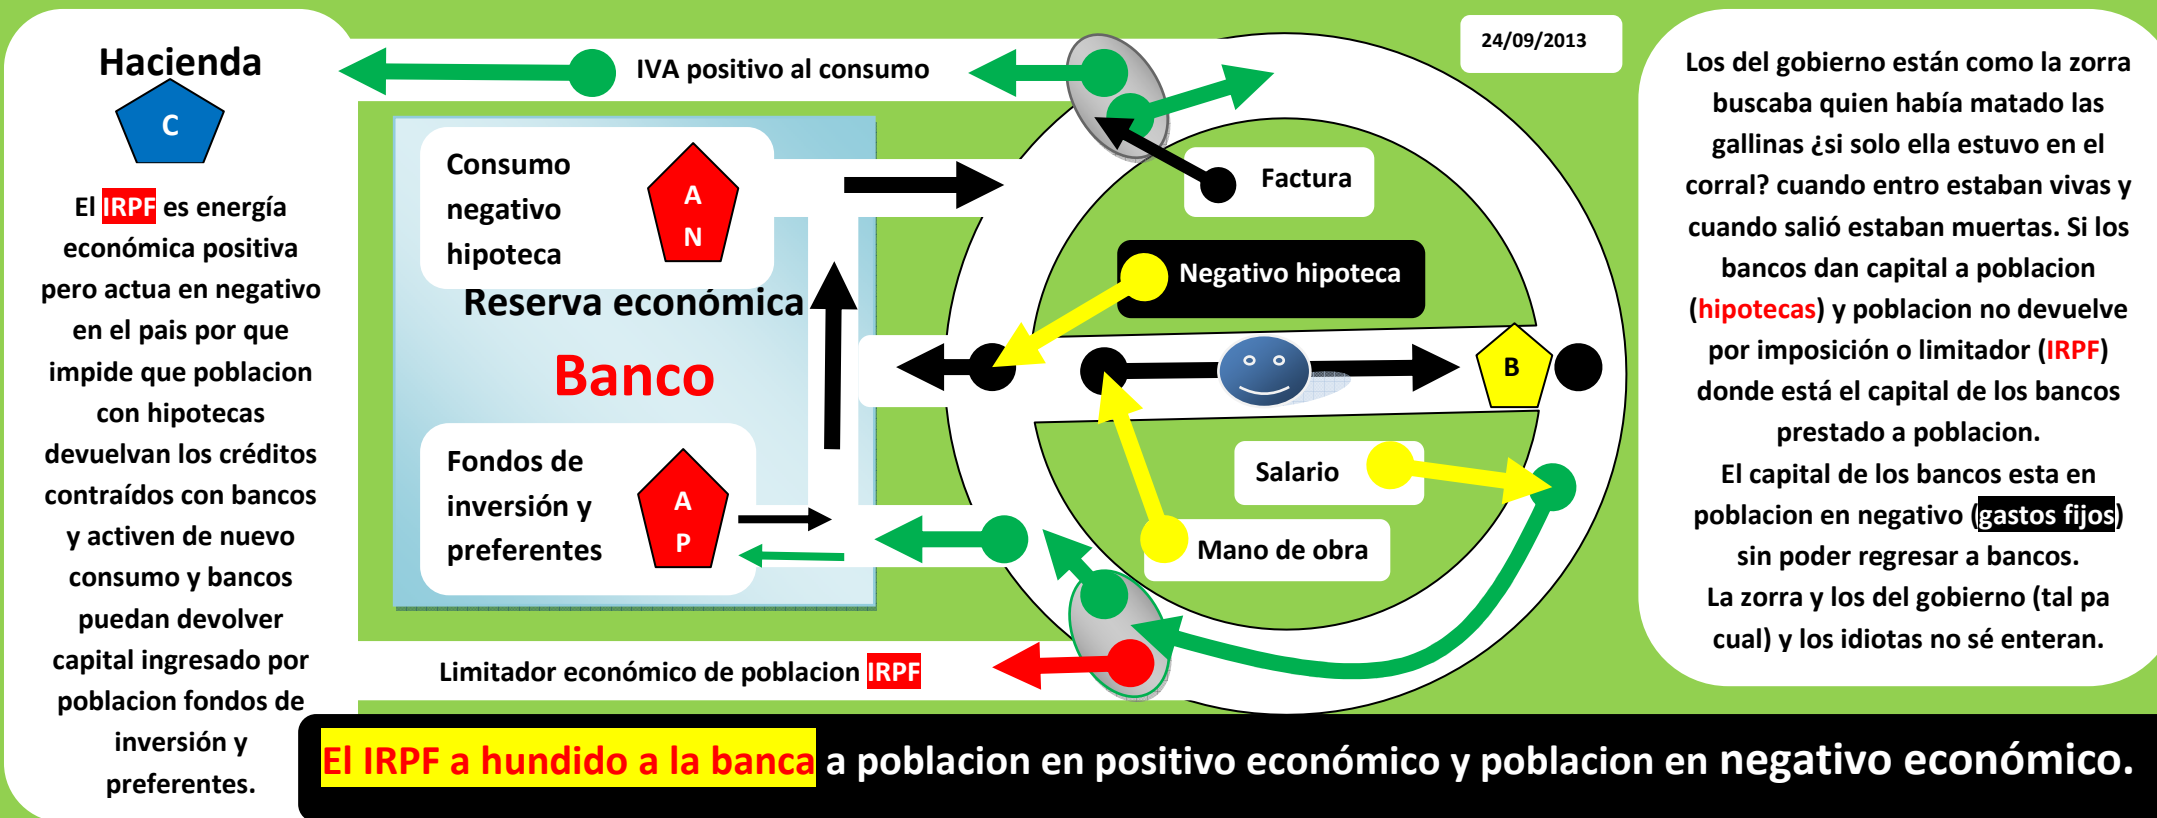 Hacienda
C
El IRPF es energía
económica positiva
pero actua en negativo
en el pais por que
impide que poblacion
con hipotecas
devuelvan los créditos
contraídos con bancos
y activen de nuevo
consumo y bancos
puedan devolver
capital ingresado por
poblacion fondos de
inversión y
preferentes.
IVA positivo al consumo
Consumo
negativo
hipoteca
A
N
Reserva económica
Banco
Fondos de
inversión y
preferentes
A
P
Limitador económico de poblacion IRPF
Factura
Negativo hipoteca
B
Salario
Mano de obra
24/09/2013
Los del gobierno están como la zorra
buscaba quien había matado las
gallinas ¿si solo ella estuvo en el
corral? cuando entro estaban vivas y
cuando salió estaban muertas. Si los
bancos dan capital a poblacion
(hipotecas) y poblacion no devuelve
por imposición o limitador (IRPF)
donde está el capital de los bancos
prestado a poblacion.
El capital de los bancos esta en
poblacion en negativo (gastos fijos)
sin poder regresar a bancos.
La zorra y los del gobierno (tal pa
cual) y los idiotas no sé enteran.
El IRPF a hundido a la banca a poblacion en positivo económico y poblacion en negativo económico.